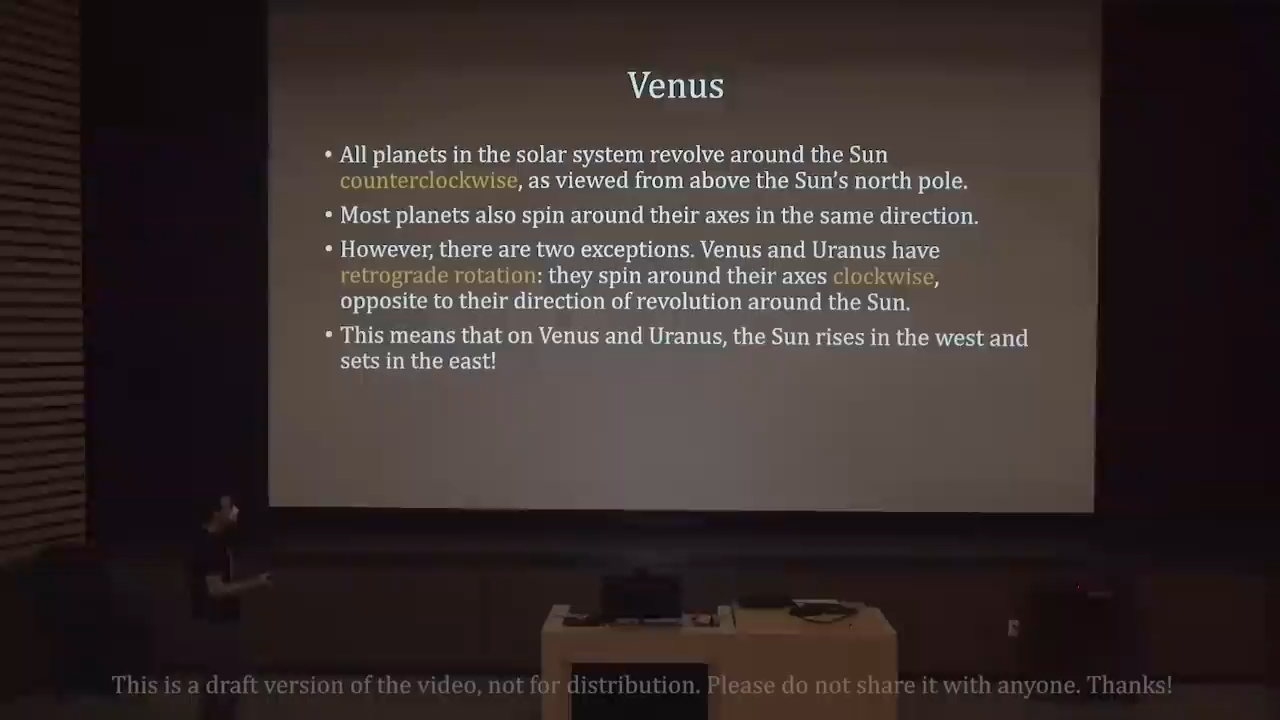 Venus
• All planets in the solar system revolve around the Sun
counterclockwise, as viewed from above the Sun's north pole.
• Most planets also spin around their axes in the same direction.
• However, there are two exceptions. Venus and Uranus have
retrograde rotation: they spin around their axes clockwise,
opposite to their direction of revolution around the Sun.
• This means that on Venus and Uranus, the Sun rises in the west and
sets in the east!
This is a draft version of the video, not for distribution. Please do not share it with anyone. Thanks!